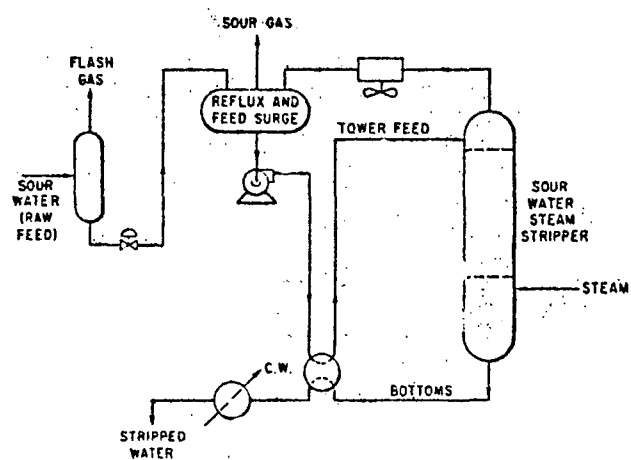 SOUR GAS
FLASH
GAS
REFLUX AND
FEED SURGE
TOWER FEED
SOUR
WATER
(RAW
FEED)
SOUR
WATER
STEAM
STRIPPER
STEAM
C.W.
BOTTOMS
STRIPPED
WATER